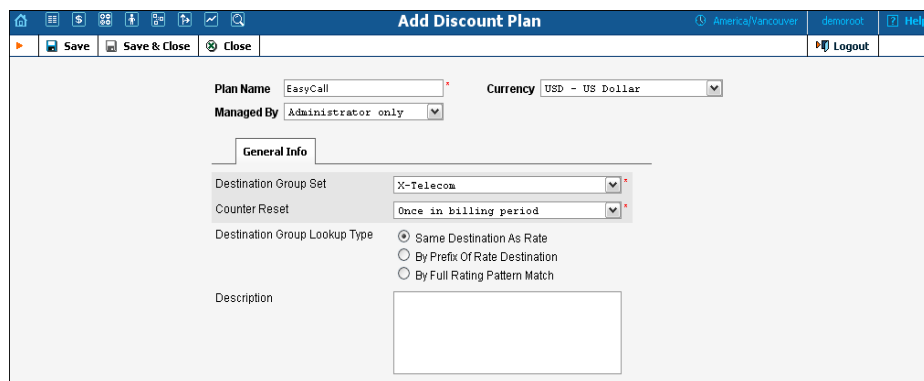 Add Discount Plan
America/Vancouver
demoroot
? Help
Save
Save & Close
Close
Logout
Plan Name EasyCall *
Currency USD - US Dollar
Managed By Administrator only
General Info
Destination Group Set X-Telecom *
Counter Reset Once in billing period *
Destination Group Lookup Type Same Destination As Rate
By Prefix Of Rate Destination
By Full Rating Pattern Match
Description